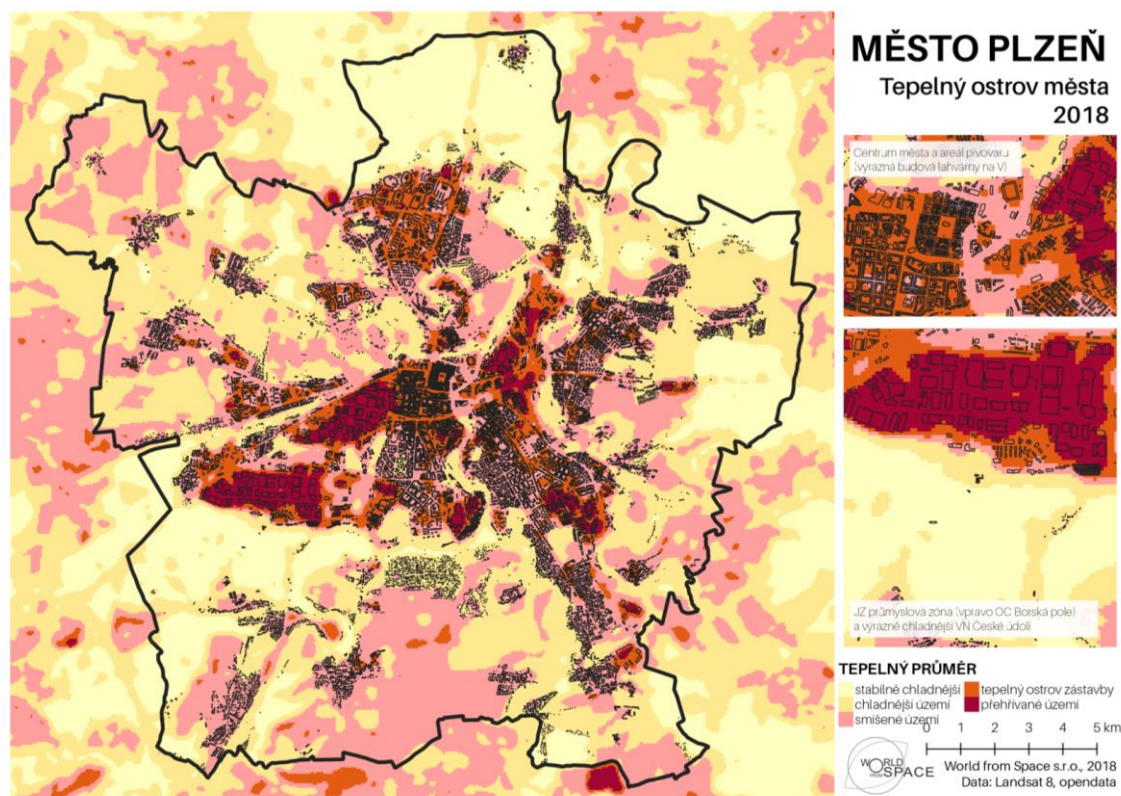 MĚSTO PLZEŇ
Tepelný ostrov města
2018
Centrum města a areál pivovaru
(výrazná budova lahvárny na V)
JZ průmyslová zóna (vpravo OC Borská pole)
a výrazně chladnější VN České údolí
TEPELNÝ PRŮMĚR
stabilně chladnější
chladnější území
smíšené území
tepelný ostrov zástavby
přehřívané území
0 1 2 3 4 5 km
WORLD
FROM
SPACE
World from Space s.r.o., 2018
Data: Landsat 8, opendata